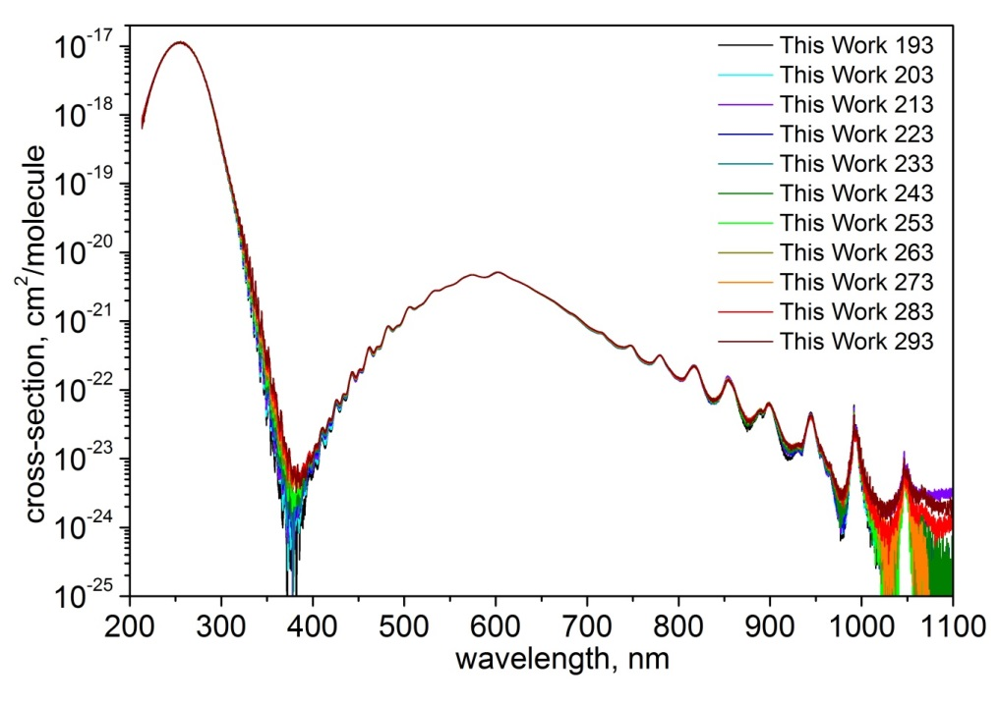 10-17
10-18
10-19
10-20
10-21
10-22
10-23
10-24
10-25
cross-section, cm2/molecule
This Work 193
This Work 203
This Work 213
This Work 223
This Work 233
This Work 243
This Work 253
This Work 263
This Work 273
This Work 283
This Work 293
200 300 400 500 600 700 800 900 1000 1100
wavelength, nm